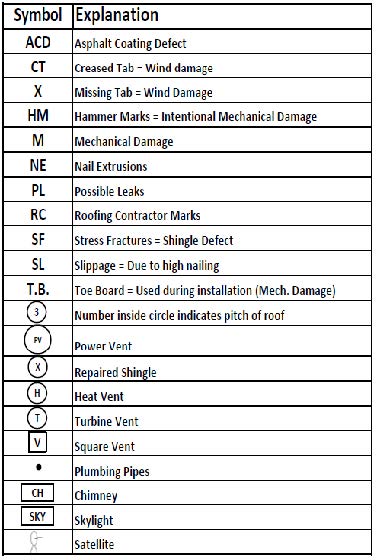 Symbol Explanation
ACD Asphalt Coating Defect
CT Creased Tab = Wind damage
X Missing Tab = Wind Damage
HM Hammer Marks = Intentional Mechanical Damage
M Mechanical Damage
NE Nail Extrusions
PL Possible Leaks
RC Roofing Contractor Marks
SF Stress Fractures = Shingle Defect
SL Slippage = Due to high nailing
T.B. Toe Board = Used during installation (Mech. Damage)
3 Number inside circle indicates pitch of roof
PV Power Vent
X Repaired Shingle
H Heat Vent
T Turbine Vent
V Square Vent
• Plumbing Pipes
CH Chimney
SKY Skylight
Satellite